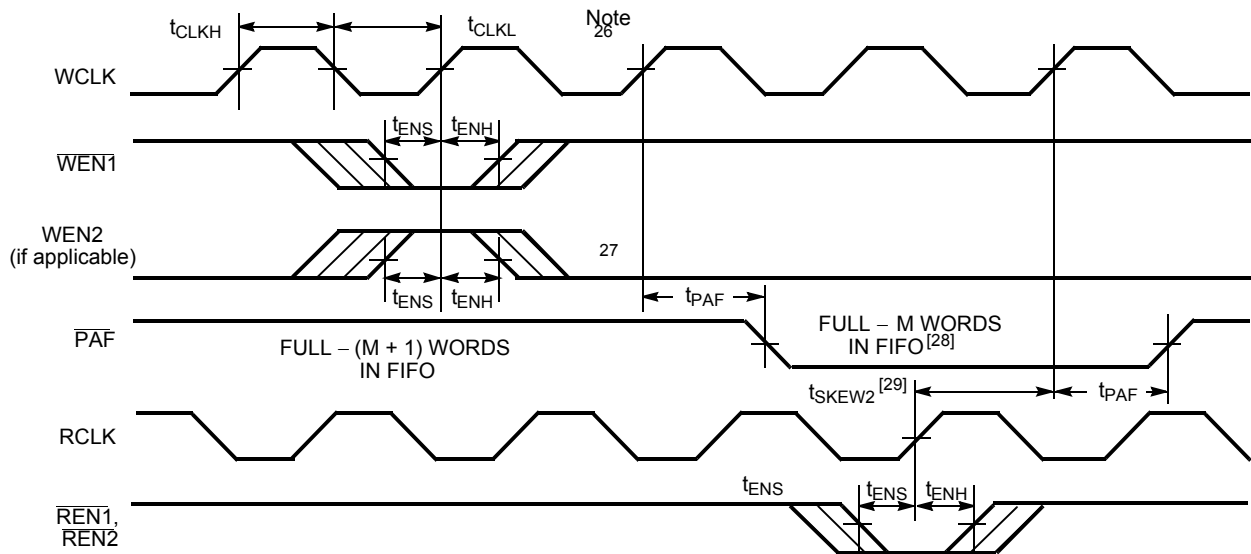 tCLKH
tCLKL
Note
26
WCLK
tENS
tENH
WEN1
WEN2
(if applicable)
27
tENS
tENH
tPAF
PAF
FULL – (M + 1) WORDS
IN FIFO
FULL – M WORDS
IN FIFO[28]
tSKEW2 [29]
tPAF
RCLK
tENS
tENS
tENH
REN1,
REN2